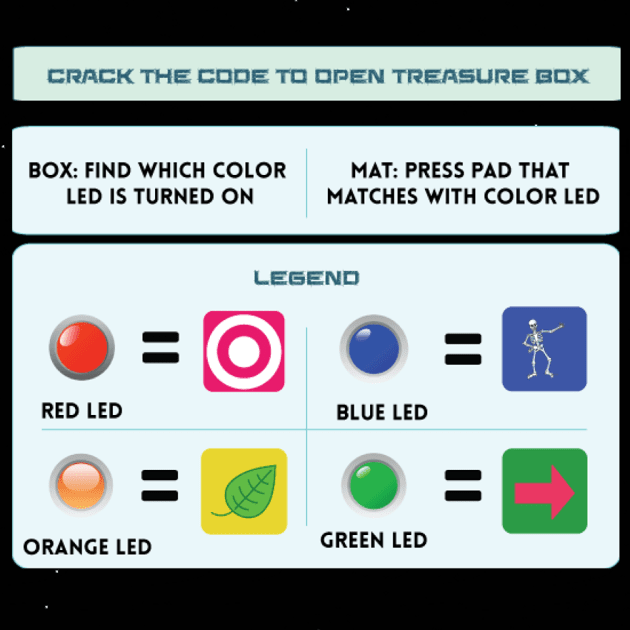 CRACK THE CODE TO OPEN TREASURE BOX
BOX: FIND WHICH COLOR
LED IS TURNED ON
MAT: PRESS PAD THAT
MATCHES WITH COLOR LED
LEGEND
RED LED
BLUE LED
ORANGE LED
GREEN LED